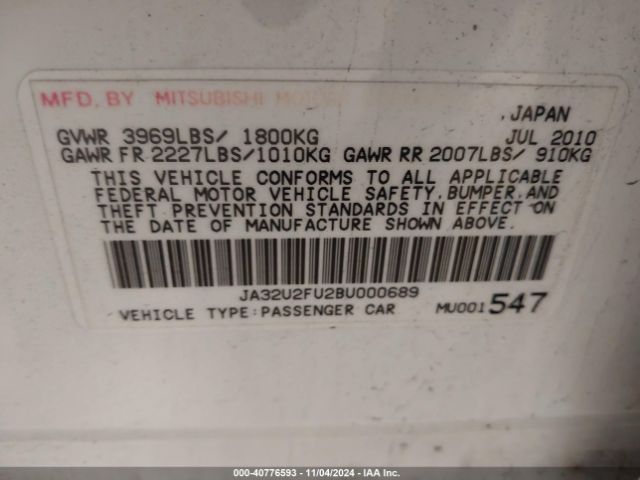 MFD. BY MITSUBISHI
, JAPAN
GVWR 3969LBS/ 1800KG JUL 2010
GAWR FR 2227LBS/1010KG GAWR RR 2007LBS/ 910KG
THIS VEHICLE CONFORMS TO ALL APPLICABLE
FEDERAL MOTOR VEHICLE SAFETY, BUMPER, AND
THEFT PREVENTION STANDARDS IN EFFECT ON
THE DATE OF MANUFACTURE SHOWN ABOVE.
JA32U2FU2BU000689
VEHICLE TYPE: PASSENGER CAR MU001547
000-40776593 - 11/04/2024 - IAA Inc.